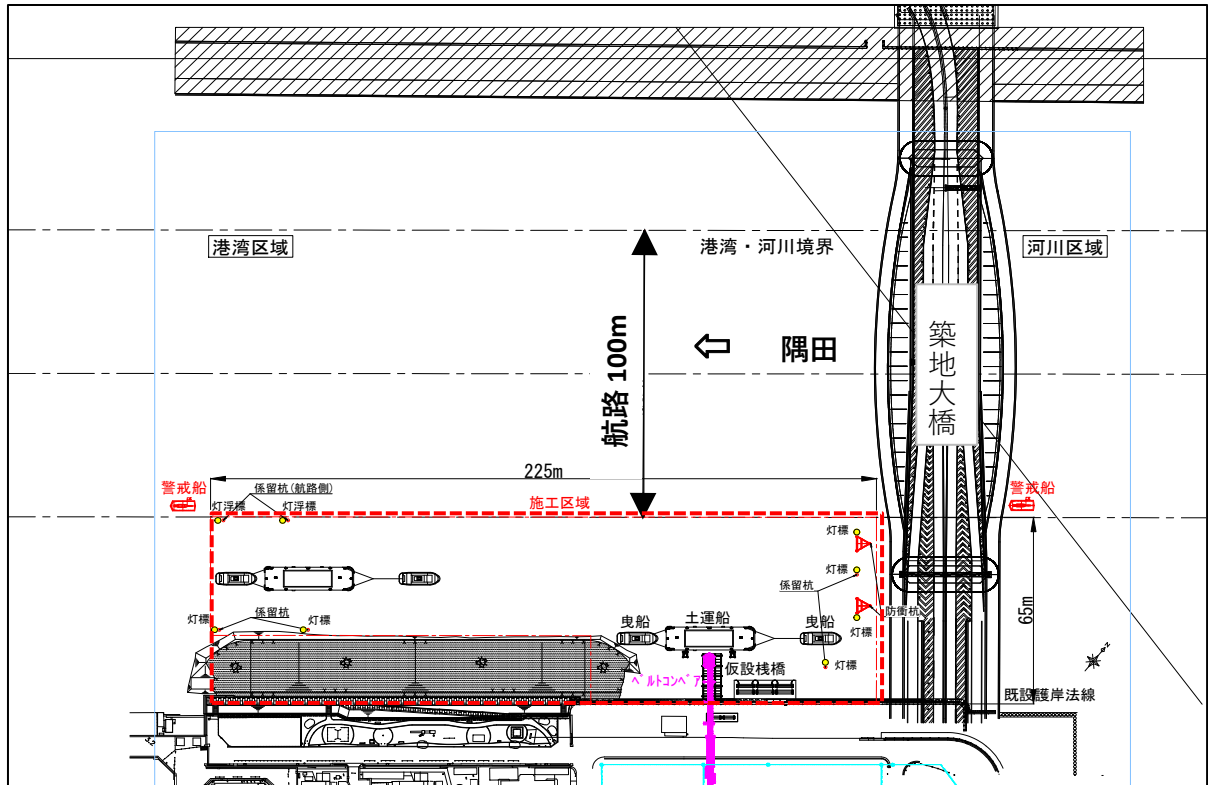 港湾区域
港湾・河川境界
河川区域
航路 100m
隅田
築地大橋
225m
警戒船
係留杭(航路側)
灯浮標
灯浮標
施工区域
警戒船
灯標
灯標
係留杭
防衝杭
灯標
65m
係留杭
灯標
灯標
曳船
土運船
曳船
灯標
仮設桟橋
ベルトコンベア
既設護岸法線